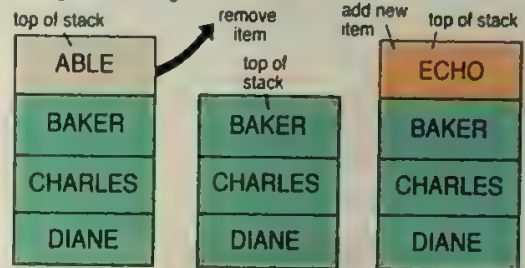 top of stack
remove
item
ABLE
BAKER
CHARLES
DIANE
top of
stack
BAKER
CHARLES
DIANE
add new
item
top of stack
ECHO
BAKER
CHARLES
DIANE